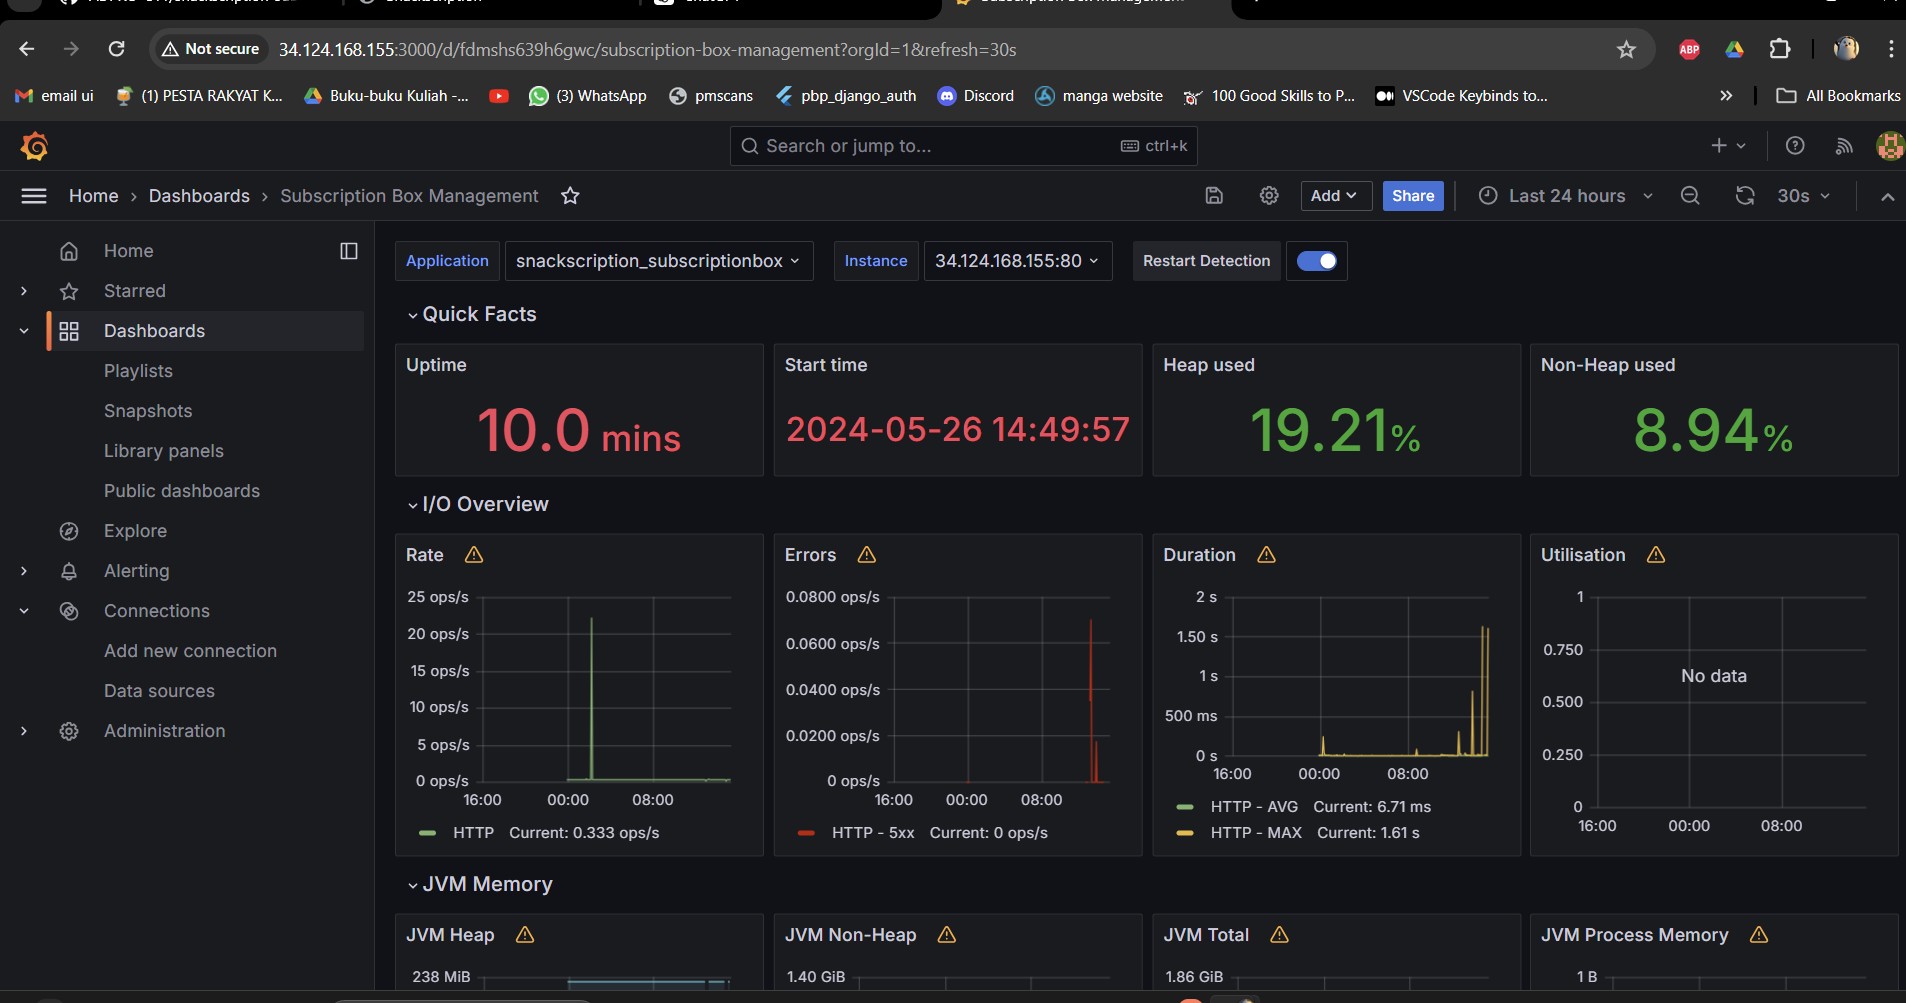 Not secure 34.124.168.155:3000/d/fdmshs639h6gwc/subscription-box-management?orgId=1&refresh=30s ABP
email ui (1) PESTA RAKYAT K... Buku-buku Kuliah -... (3) WhatsApp pmscans pbp_django_auth Discord manga website 100 Good Skills to P... VSCode Keybinds to... All Bookmarks
Search or jump to... ctrl+k
Home Dashboards Subscription Box Management Add Share Last 24 hours 30s
Home
Starred
Dashboards
Playlists
Snapshots
Library panels
Public dashboards
Explore
Alerting
Connections
Add new connection
Data sources
Administration
Application snackscription_subscriptionbox Instance 34.124.168.155:80 Restart Detection
Quick Facts
Uptime
10.0 mins
Start time
2024-05-26 14:49:57
Heap used
19.21%
Non-Heap used
8.94%
I/O Overview
Rate
25 ops/s
20 ops/s
15 ops/s
10 ops/s
5 ops/s
0 ops/s
16:00 00:00 08:00
HTTP Current: 0.333 ops/s
Errors
0.0800 ops/s
0.0600 ops/s
0.0400 ops/s
0.0200 ops/s
0 ops/s
16:00 00:00 08:00
HTTP - 5xx Current: 0 ops/s
Duration
2 s
1.50 s
1 s
500 ms
0 s
16:00 00:00 08:00
HTTP - AVG Current: 6.71 ms
HTTP - MAX Current: 1.61 s
Utilisation
1
0.750
No data
0.500
0.250
0
16:00 00:00 08:00
JVM Memory
JVM Heap
238 MiB
JVM Non-Heap
1.40 GiB
JVM Total
1.86 GiB
JVM Process Memory
1 B